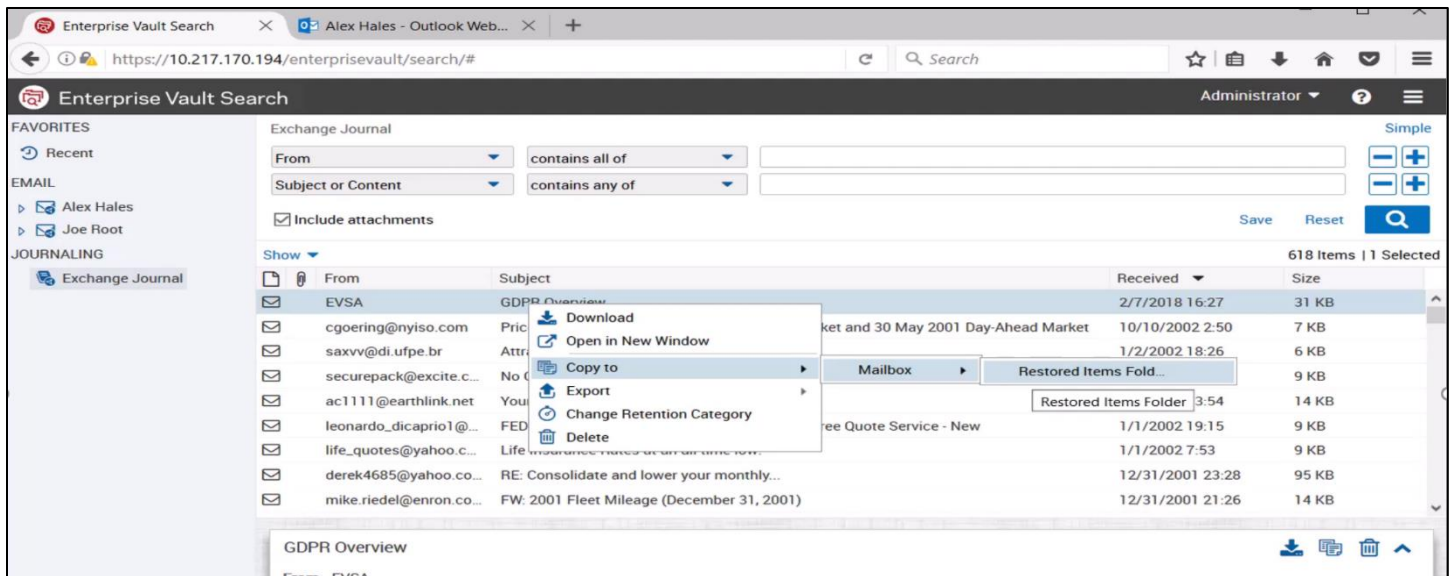 Enterprise Vault Search
Alex Hales - Outlook Web...
https://10.217.170.194/enterprisevault/search/#
Search
Enterprise Vault Search
Administrator
FAVORITES
Recent
EMAIL
Alex Hales
Joe Root
JOURNALING
Exchange Journal
Exchange Journal
Simple
From contains all of
Subject or Content contains any of
Include attachments
Save Reset
Show
618 Items | 1 Selected
From Subject Received Size
EVSA GDPR Overview 2/7/2018 16:27 31 KB
cgoering@nyiso.com Pric ket and 30 May 2001 Day-Ahead Market 10/10/2002 2:50 7 KB
saxvv@di.ufpe.br Attr 1/2/2002 18:26 6 KB
securepack@excite.c... No 9 KB
ac1111@earthlink.net You 3:54 14 KB
leonardo_dicaprio1@... FED ree Quote Service - New 1/1/2002 19:15 9 KB
life_quotes@yahoo.c... Life Insurance Rates at an all time low. 1/1/2002 7:53 9 KB
derek4685@yahoo.co... RE: Consolidate and lower your monthly... 12/31/2001 23:28 95 KB
mike.riedel@enron.co... FW: 2001 Fleet Mileage (December 31, 2001) 12/31/2001 21:26 14 KB
Download
Open in New Window
Copy to
Export
Change Retention Category
Delete
Mailbox
Restored Items Fold...
Restored Items Folder
GDPR Overview
From EVSA